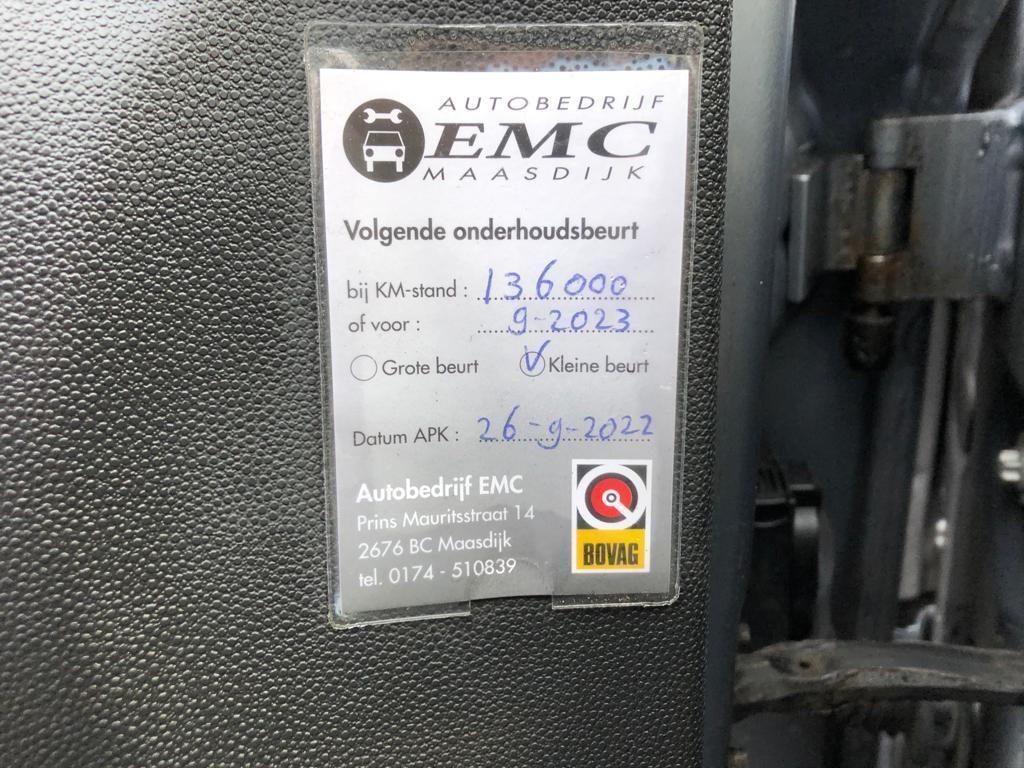 AUTOBEDRIJF
EMC
MAASDIJK
Volgende onderhoudsbeurt
bij KM-stand : 136000
of voor : 9-2023
Grote beurt Kleine beurt
Datum APK : 26-9-2022
Autobedrijf EMC
Prins Mauritsstraat 14
2676 BC Maasdijk
tel. 0174 - 510839
BOVAG